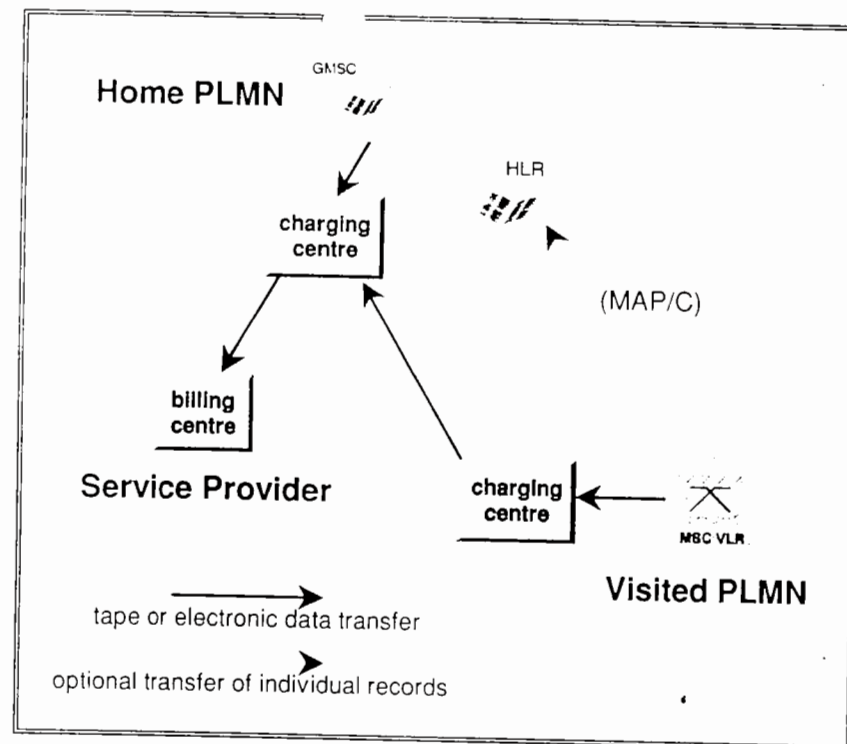 GMSC
Home PLMN
HLR
charging
centre
(MAP/C)
billing
centre
Service Provider
charging
centre
MSC VLR
Visited PLMN
tape or electronic data transfer
optional transfer of individual records